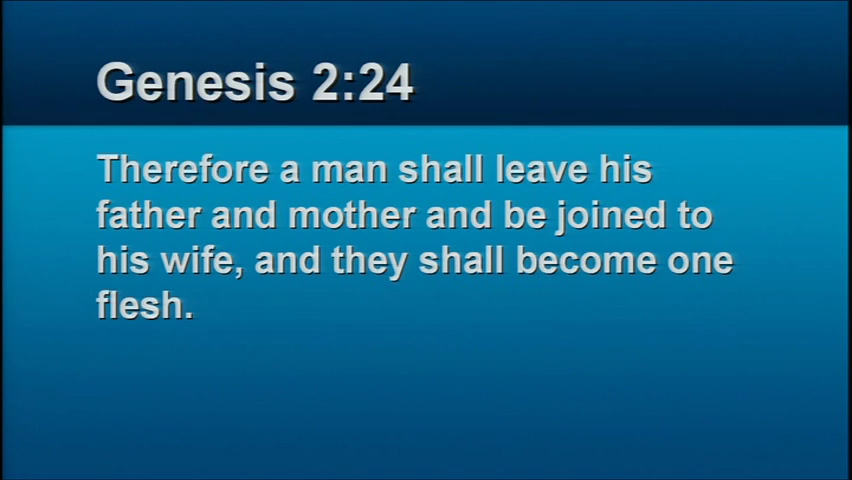 Genesis 2:24
Therefore a man shall leave his
father and mother and be joined to
his wife, and they shall become one
flesh.